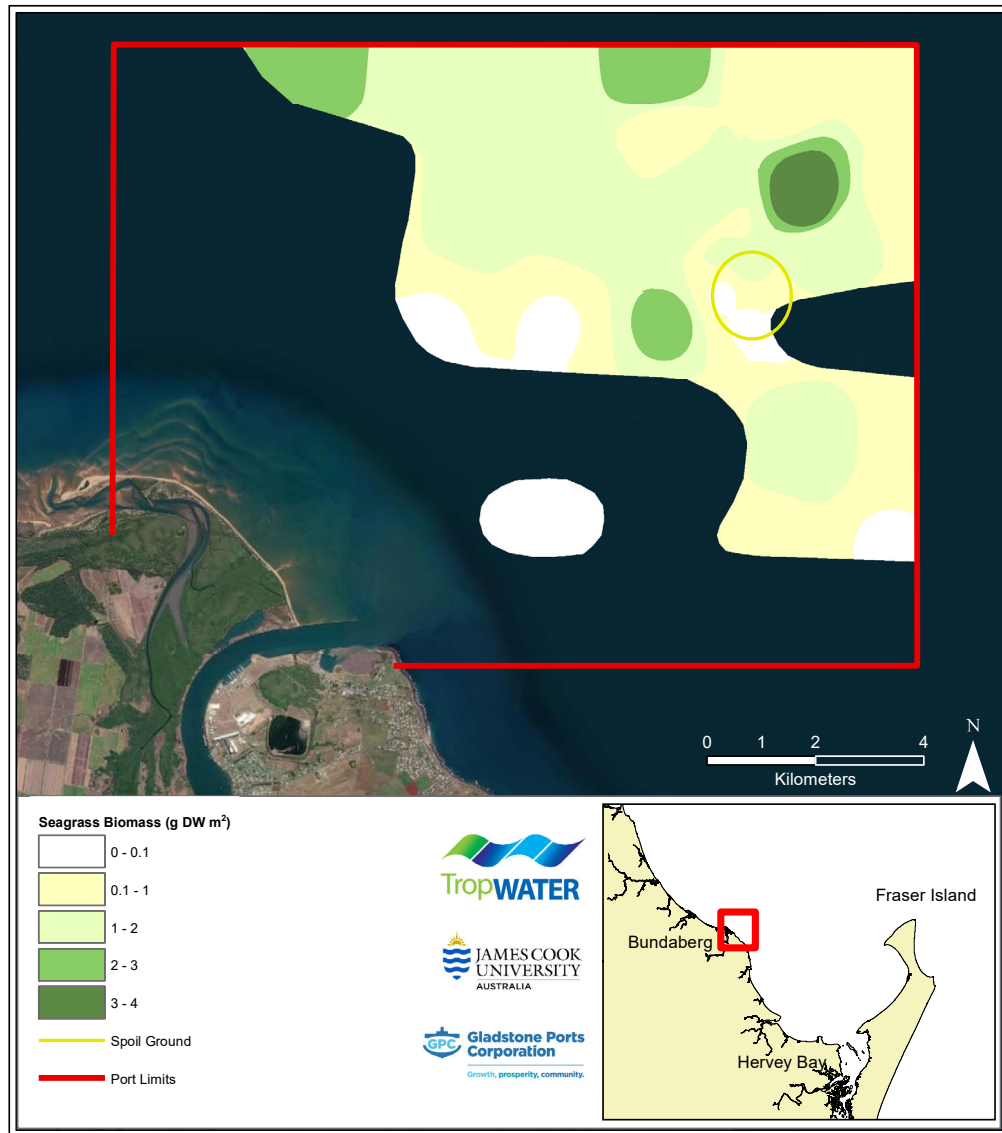 N
0 1 2 4
Kilometers
Seagrass Biomass (g DW m²)
0 - 0.1
0.1 - 1
1 - 2
2 - 3
3 - 4
Spoil Ground
Port Limits
TropWATER
JAMES COOK
UNIVERSITY
AUSTRALIA
GPC
Gladstone Ports
Corporation
Growth, prosperity, community.
Fraser Island
Bundaberg
Hervey Bay